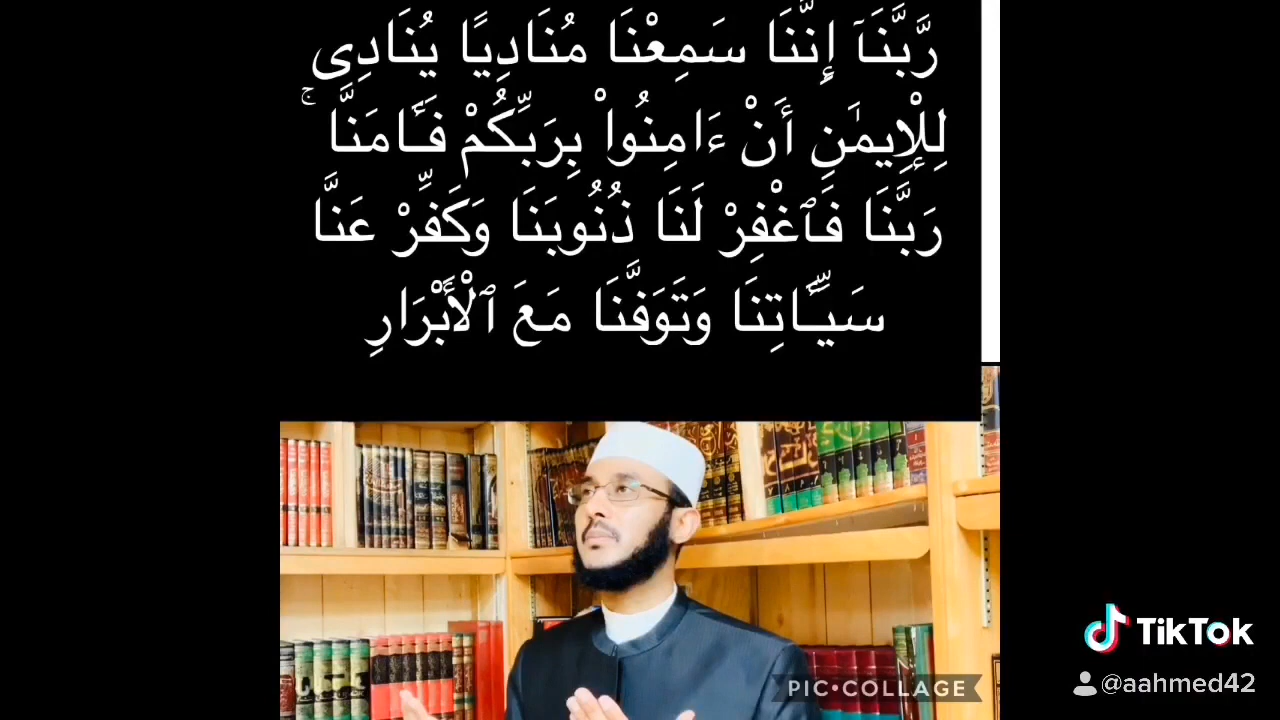 رَّبَّنَآ إِنَّنَا سَمِعْنَا مُنَادِيًا يُنَادِى
لِلْإِيمَٰنِ أَنْ ءَامِنُوا۟ بِرَبِّكُمْ فَـَٔامَنَّا ۚ
رَبَّنَا فَٱغْفِرْ لَنَا ذُنُوبَنَا وَكَفِّرْ عَنَّا
سَيِّـَٔاتِنَا وَتَوَفَّنَا مَعَ ٱلْأَبْرَارِ
PIC•COLLAGE
TikTok
@aahmed42